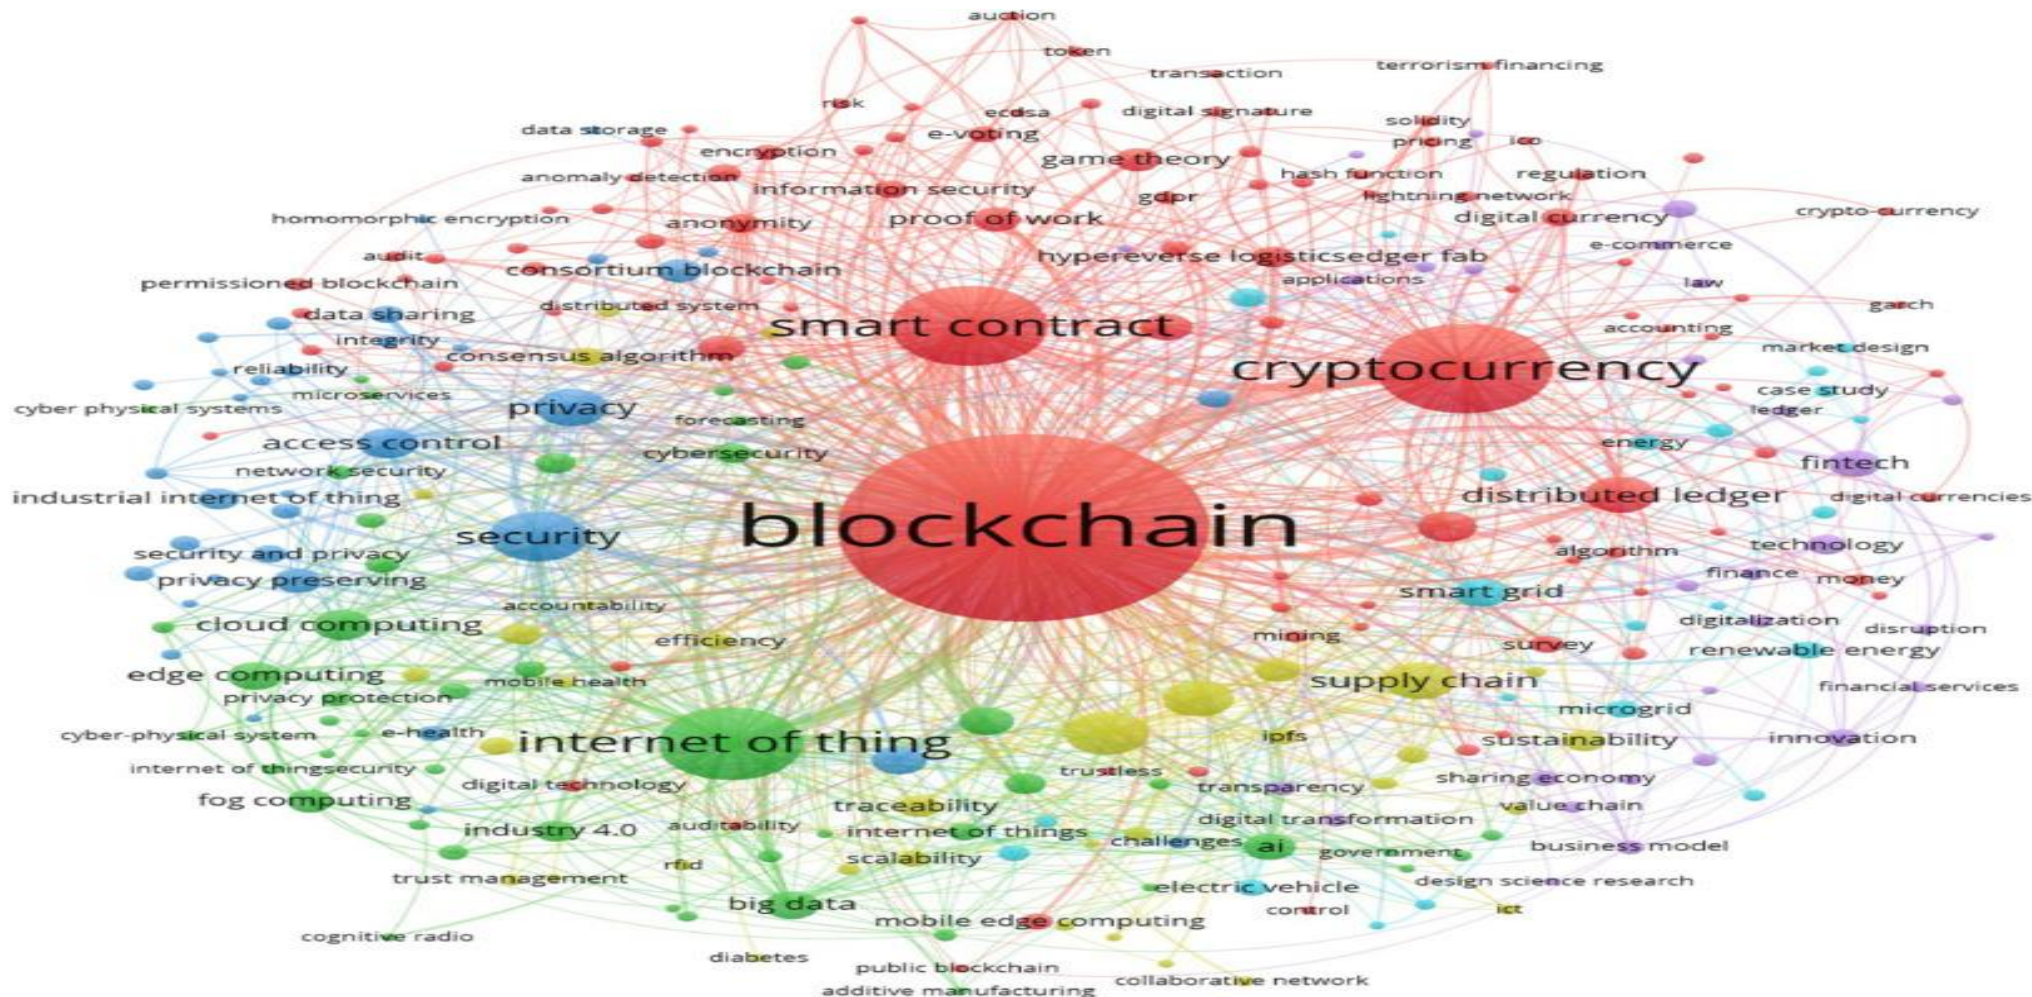 auction
token
transaction
terrorism financing
risk
ecdsa
digital signature
solidity
data storage
e-voting
pricing
ico
encryption
game theory
anomaly detection
information security
hash function
regulation
gdpr
lightning network
homomorphic encryption
anonymity
proof of work
digital currency
crypto-currency
e-commerce
audit
consortium blockchain
hypereverse logisticsedger fab
applications
law
permissioned blockchain
distributed system
garch
data sharing
smart contract
accounting
integrity
consensus algorithm
market design
reliability
cryptocurrency
microservices
case study
cyber physical systems
privacy
forecasting
ledger
access control
cybersecurity
energy
network security
fintech
industrial internet of thing
distributed ledger
digital currencies
blockchain
security
security and privacy
algorithm
technology
privacy preserving
finance
money
smart grid
accountability
cloud computing
efficiency
mining
digitalization
disruption
survey
renewable energy
edge computing
mobile health
supply chain
privacy protection
financial services
microgrid
cyber-physical system
e-health
internet of thing
ipfs
sustainability
innovation
internet of thingsecurity
trustless
digital technology
transparency
sharing economy
fog computing
traceability
value chain
industry 4.0
auditability
internet of things
digital transformation
challenges
ai
government
business model
rfid
scalability
trust management
electric vehicle
design science research
big data
control
ict
mobile edge computing
cognitive radio
diabetes
public blockchain
collaborative network
additive manufacturing